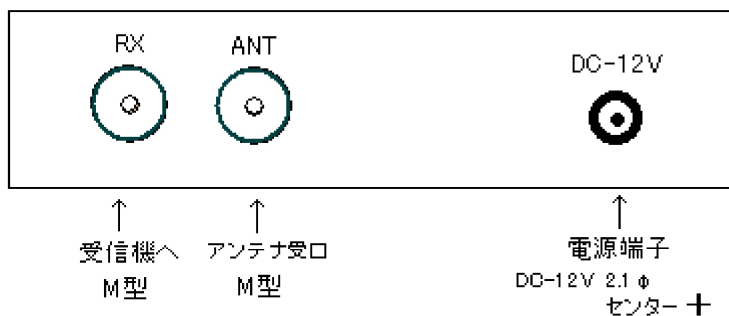 RX
ANT
DC-12V
受信機へ
M型
アンテナ受口
M型
電源端子
DC-12V 2.1 φ
センター ＋